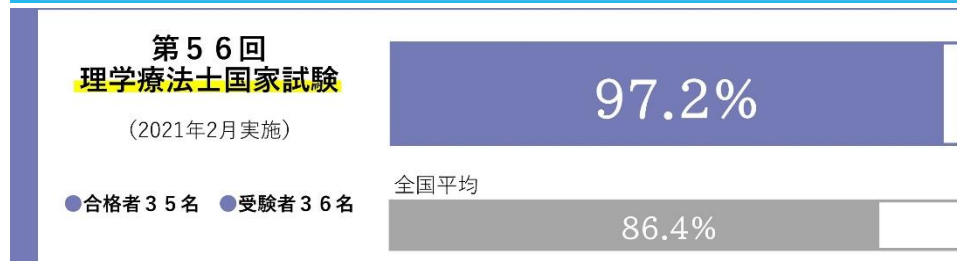 第５６回
理学療法士国家試験
（2021年2月実施）
●合格者３５名 ●受験者３６名
97.2%
全国平均
86.4%